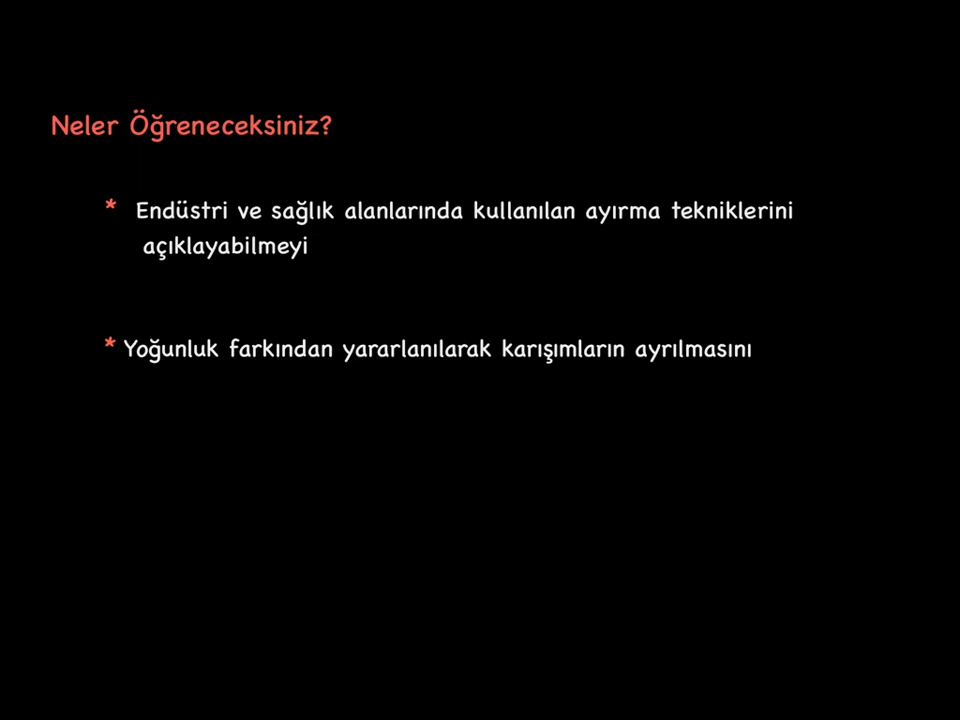 Neler Öğreneceksiniz?
* Endüstri ve sağlık alanlarında kullanılan ayırma tekniklerini
açıklayabilmeyi
* Yoğunluk farkından yararlanılarak karışımların ayrılmasını